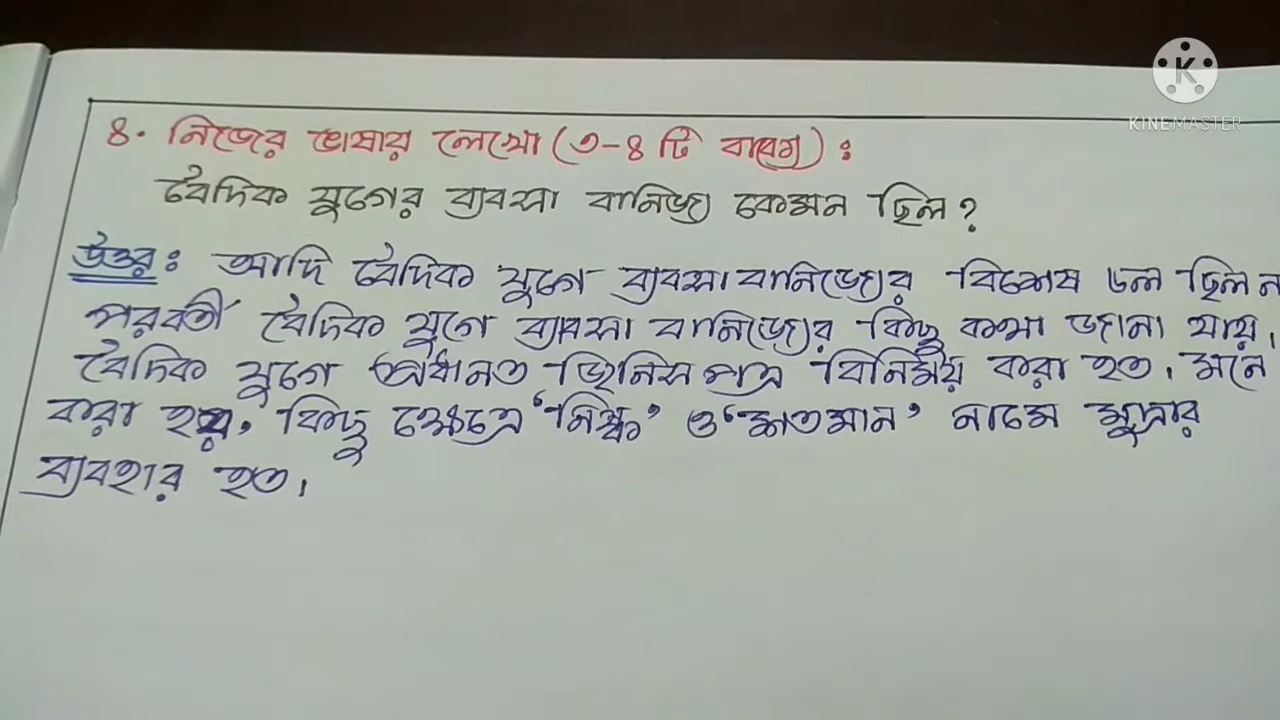 KINEMASTER
৪. নিজের ভাষায় লেখো (৩-৪ টি বাক্যে) :
বৈদিক যুগের ব্যবসা বানিজ্য কেমন ছিল?
উত্তর : আদি বৈদিক যুগে ব্যবসা বানিজ্যের বিশেষ চল ছিল ন
পরবর্তী বৈদিক যুগে ব্যবসা বানিজ্যের কিছু কথা জানা যায়।
বৈদিক যুগে প্রধানত জিনিস পত্র বিনিময় করা হত। মনে
করা হয়, কিছু ক্ষেত্রে 'নিষ্ক' ও 'শতমান' নামে মুদ্রার
ব্যবহার হত।